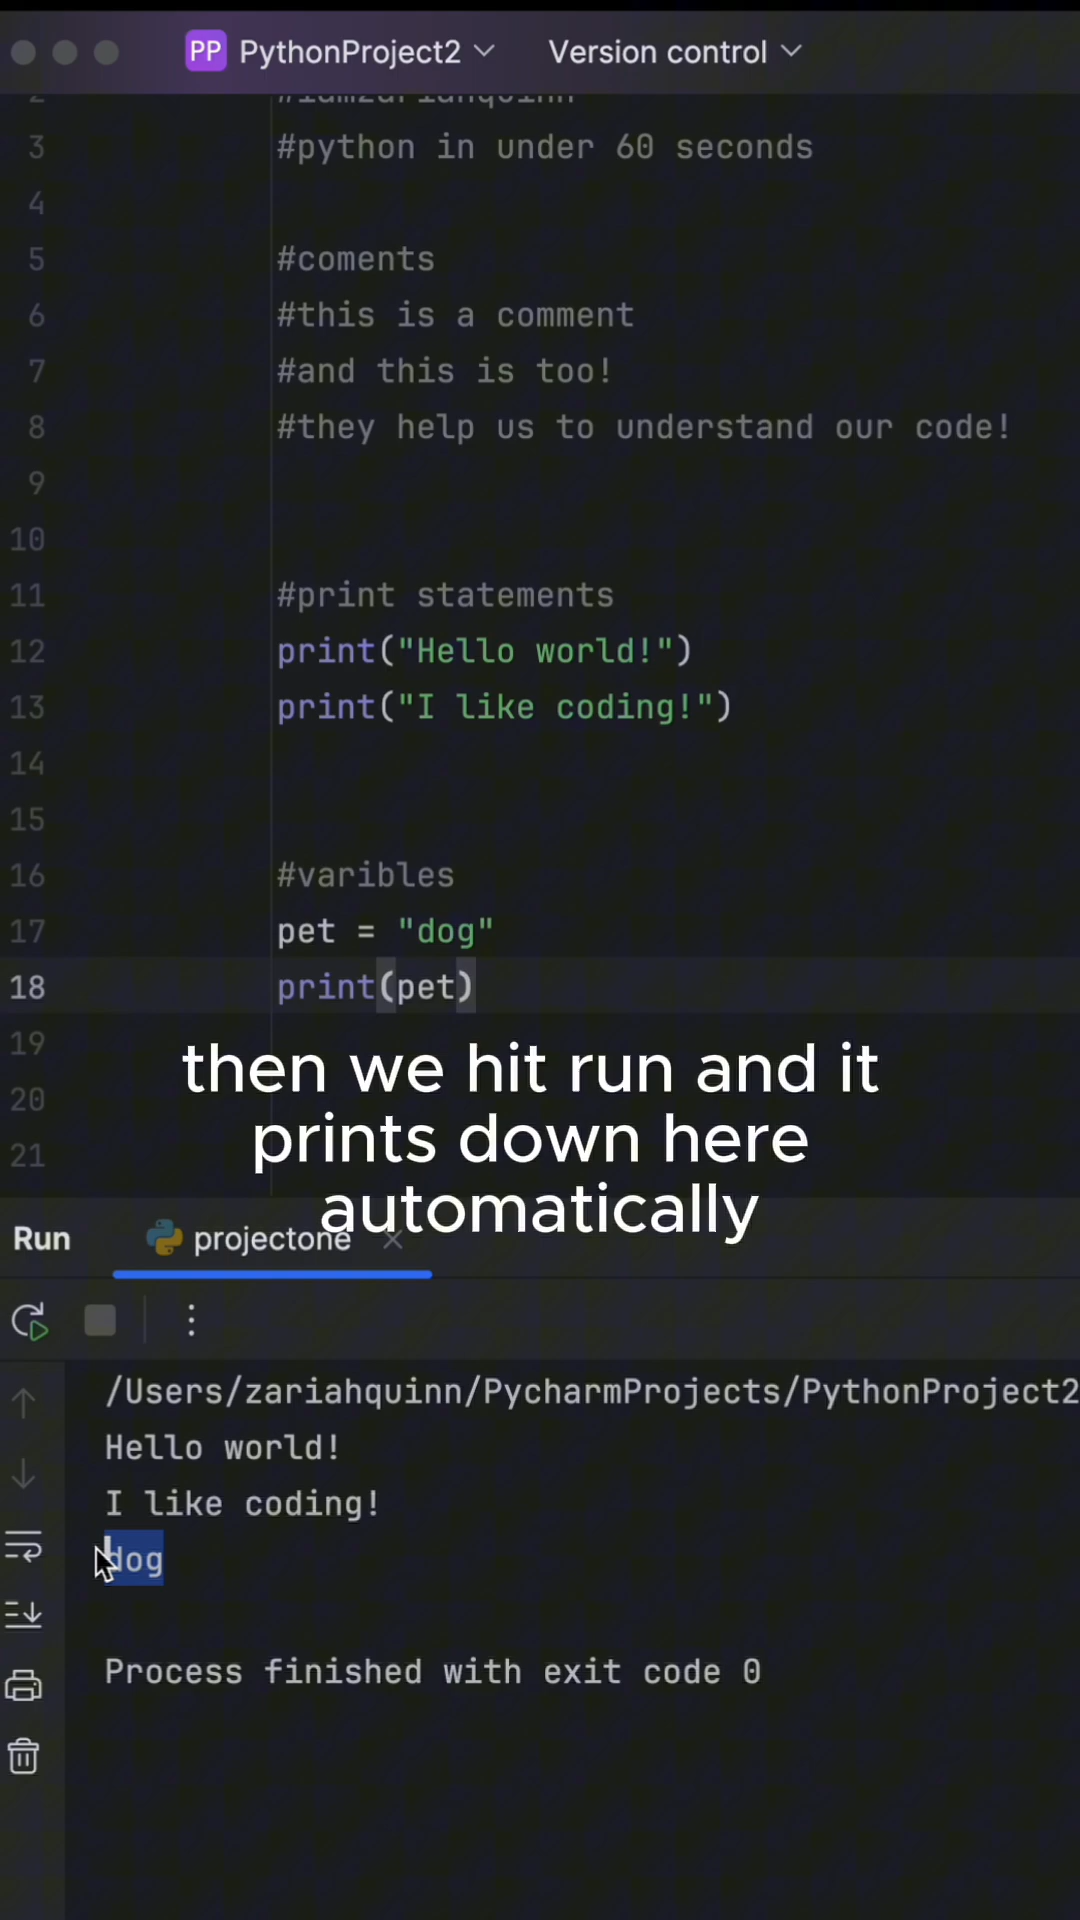 PP PythonProject2 Version control
2 #iamzariahquinn
3 #python in under 60 seconds
4
5 #coments
6 #this is a comment
7 #and this is too!
8 #they help us to understand our code!
9
10
11 #print statements
12 print("Hello world!")
13 print("I like coding!")
14
15
16 #varibles
17 pet = "dog"
18 print(pet)
19
20
21
then we hit run and it
prints down here
automatically
Run projectone
/Users/zariahquinn/PycharmProjects/PythonProject2
Hello world!
I like coding!
dog
Process finished with exit code 0